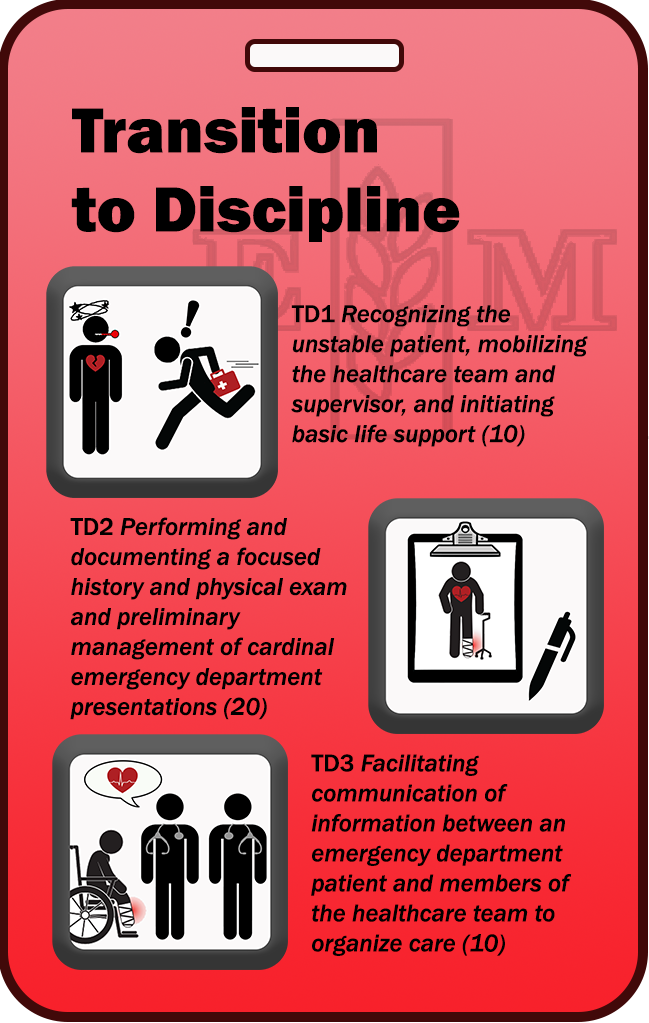 Transition
to Discipline
E M
TD1 Recognizing the
unstable patient, mobilizing
the healthcare team and
supervisor, and initiating
basic life support (10)
TD2 Performing and
documenting a focused
history and physical exam
and preliminary
management of cardinal
emergency department
presentations (20)
TD3 Facilitating
communication of
information between an
emergency department
patient and members of
the healthcare team to
organize care (10)